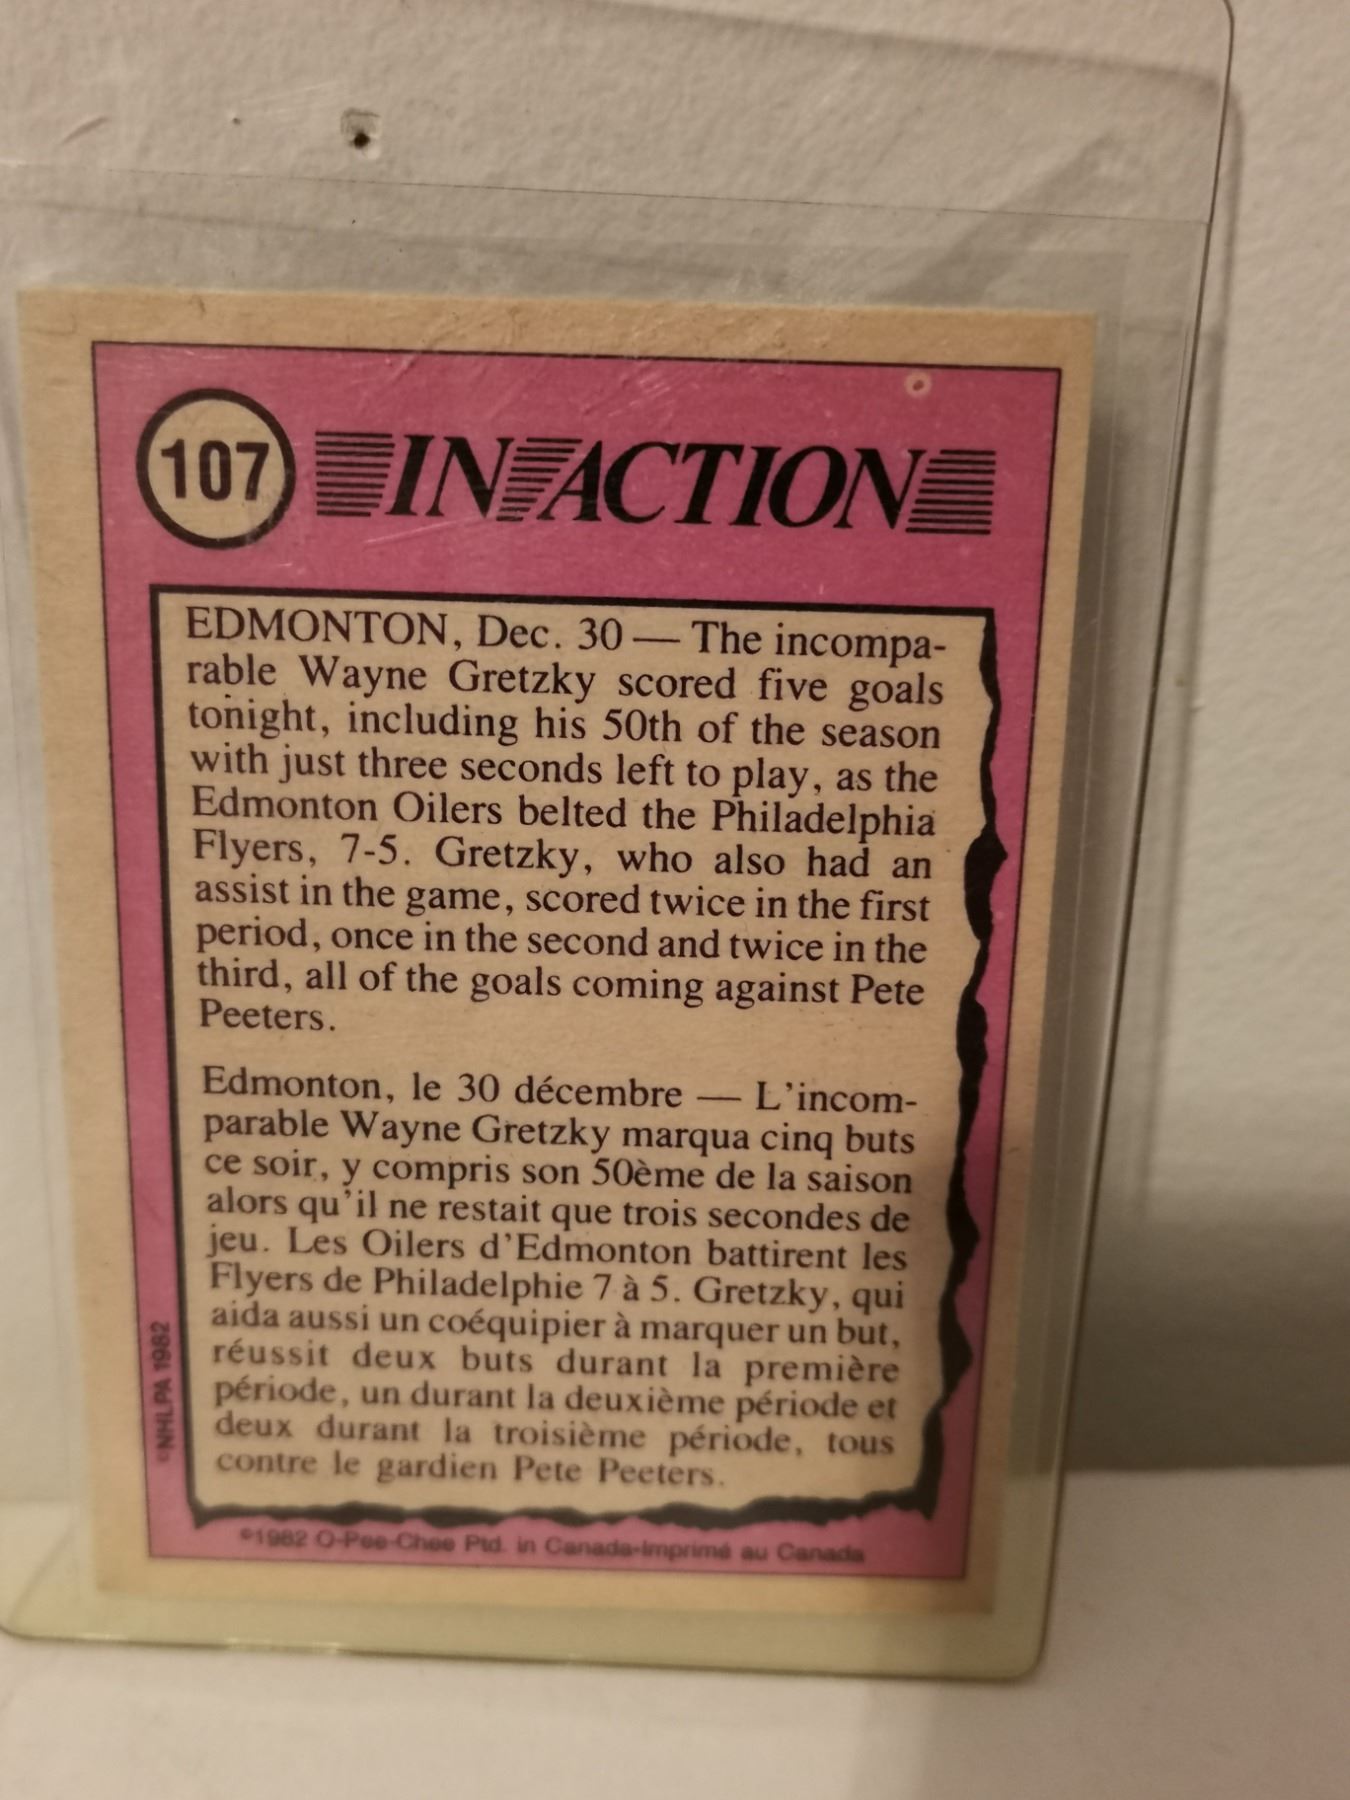 107 IN ACTION
EDMONTON, Dec. 30 — The incompa-
rable Wayne Gretzky scored five goals
tonight, including his 50th of the season
with just three seconds left to play, as the
Edmonton Oilers belted the Philadelphia
Flyers, 7-5. Gretzky, who also had an
assist in the game, scored twice in the first
period, once in the second and twice in the
third, all of the goals coming against Pete
Peeters.
Edmonton, le 30 décembre — L'incom-
parable Wayne Gretzky marqua cinq buts
ce soir, y compris son 50ème de la saison
alors qu'il ne restait que trois secondes de
jeu. Les Oilers d'Edmonton battirent les
Flyers de Philadelphie 7 à 5. Gretzky, qui
aida aussi un coéquipier à marquer un but,
réussit deux buts durant la première
période, un durant la deuxième période et
deux durant la troisième période, tous
contre le gardien Pete Peeters.
©NHLPA 1982
©1982 O-Pee-Chee Ptd. in Canada-Imprimé au Canada